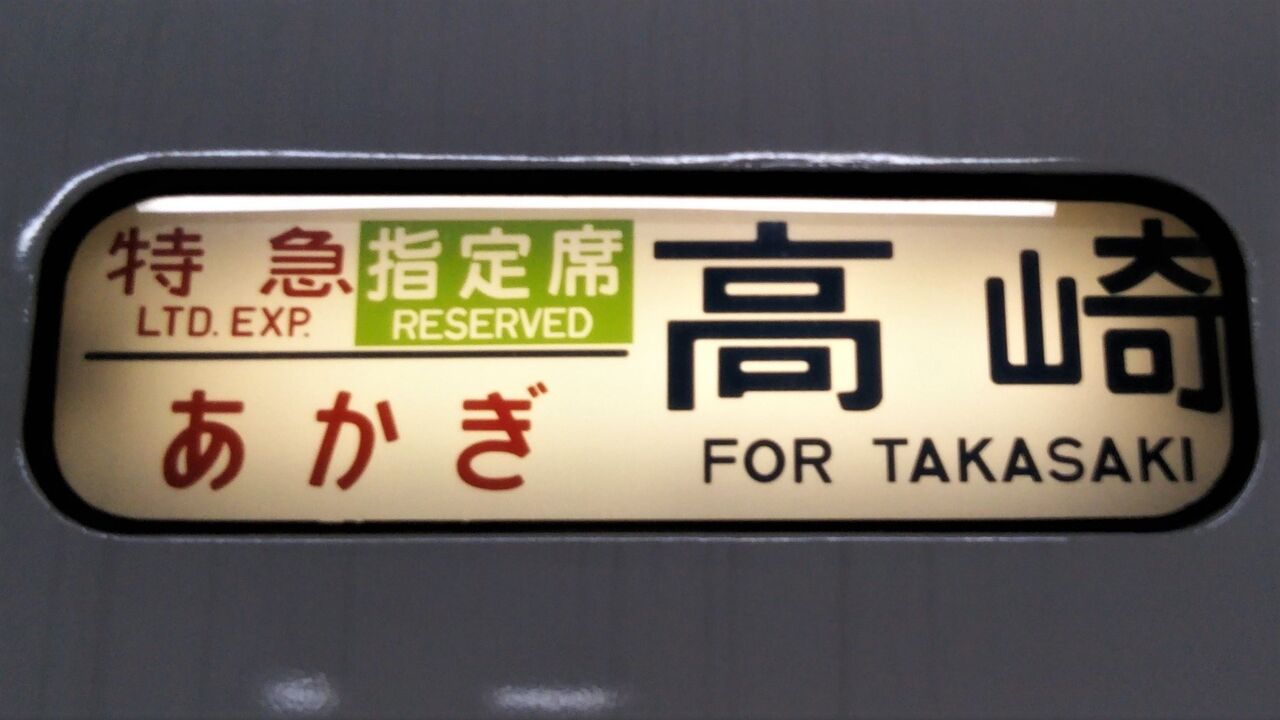 特急 指定席
LTD. EXP. RESERVED
あかぎ
高崎
FOR TAKASAKI